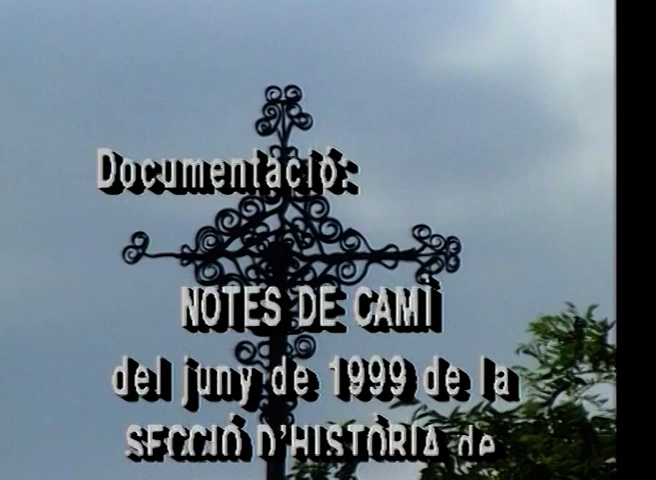 Documentació:
NOTES DE CAMÍ
del juny de 1999 de la
SECCIÓ D'HISTÒRIA de